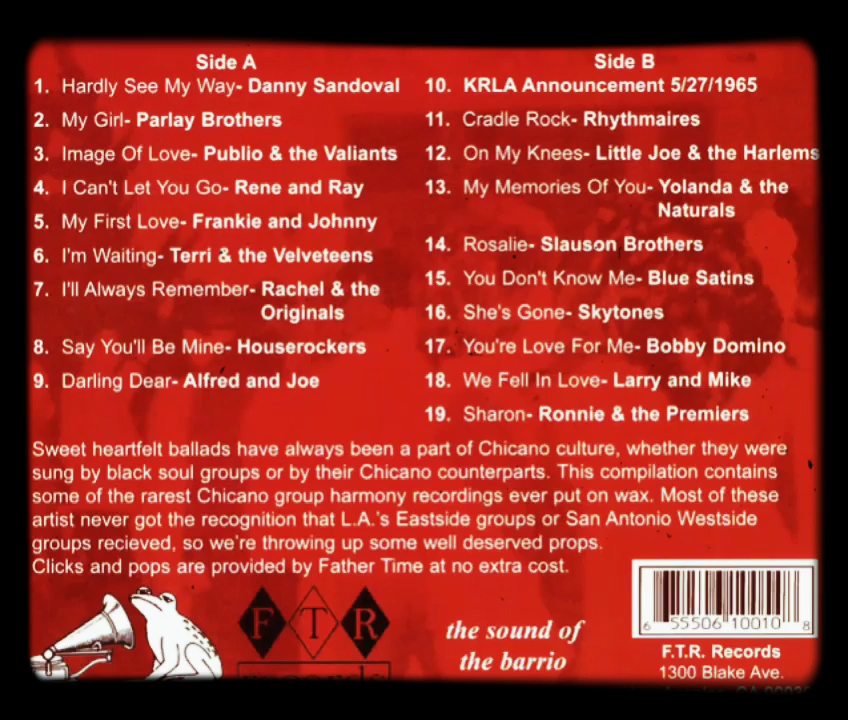 Side A
1. Hardly See My Way- Danny Sandoval
2. My Girl- Parlay Brothers
3. Image Of Love- Publio & the Valiants
4. I Can't Let You Go- Rene and Ray
5. My First Love- Frankie and Johnny
6. I'm Waiting- Terri & the Velveteens
7. I'll Always Remember- Rachel & the
Originals
8. Say You'll Be Mine- Houserockers
9. Darling Dear- Alfred and Joe
Side B
10. KRLA Announcement 5/27/1965
11. Cradle Rock- Rhythmaires
12. On My Knees- Little Joe & the Harlems
13. My Memories Of You- Yolanda & the
Naturals
14. Rosalie- Slauson Brothers
15. You Don't Know Me- Blue Satins
16. She's Gone- Skytones
17. You're Love For Me- Bobby Domino
18. We Fell In Love- Larry and Mike
19. Sharon- Ronnie & the Premiers
Sweet heartfelt ballads have always been a part of Chicano culture, whether they were
sung by black soul groups or by their Chicano counterparts. This compilation contains
some of the rarest Chicano group harmony recordings ever put on wax. Most of these
artist never got the recognition that L.A.'s Eastside groups or San Antonio Westside
groups recieved, so we're throwing up some well deserved props.
Clicks and pops are provided by Father Time at no extra cost.
FTR
records
the sound of
the barrio
6 55506 10010 8
F.T.R. Records
1300 Blake Ave.